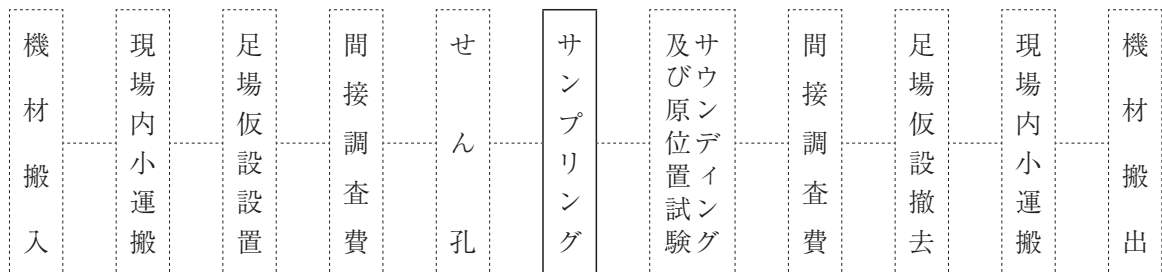 機材搬入
現場内小運搬
足場仮設設置
間接調査費
せん孔
サンプリング
サウンディング
及び原位置試験
間接調査費
足場仮設撤去
現場内小運搬
機材搬出